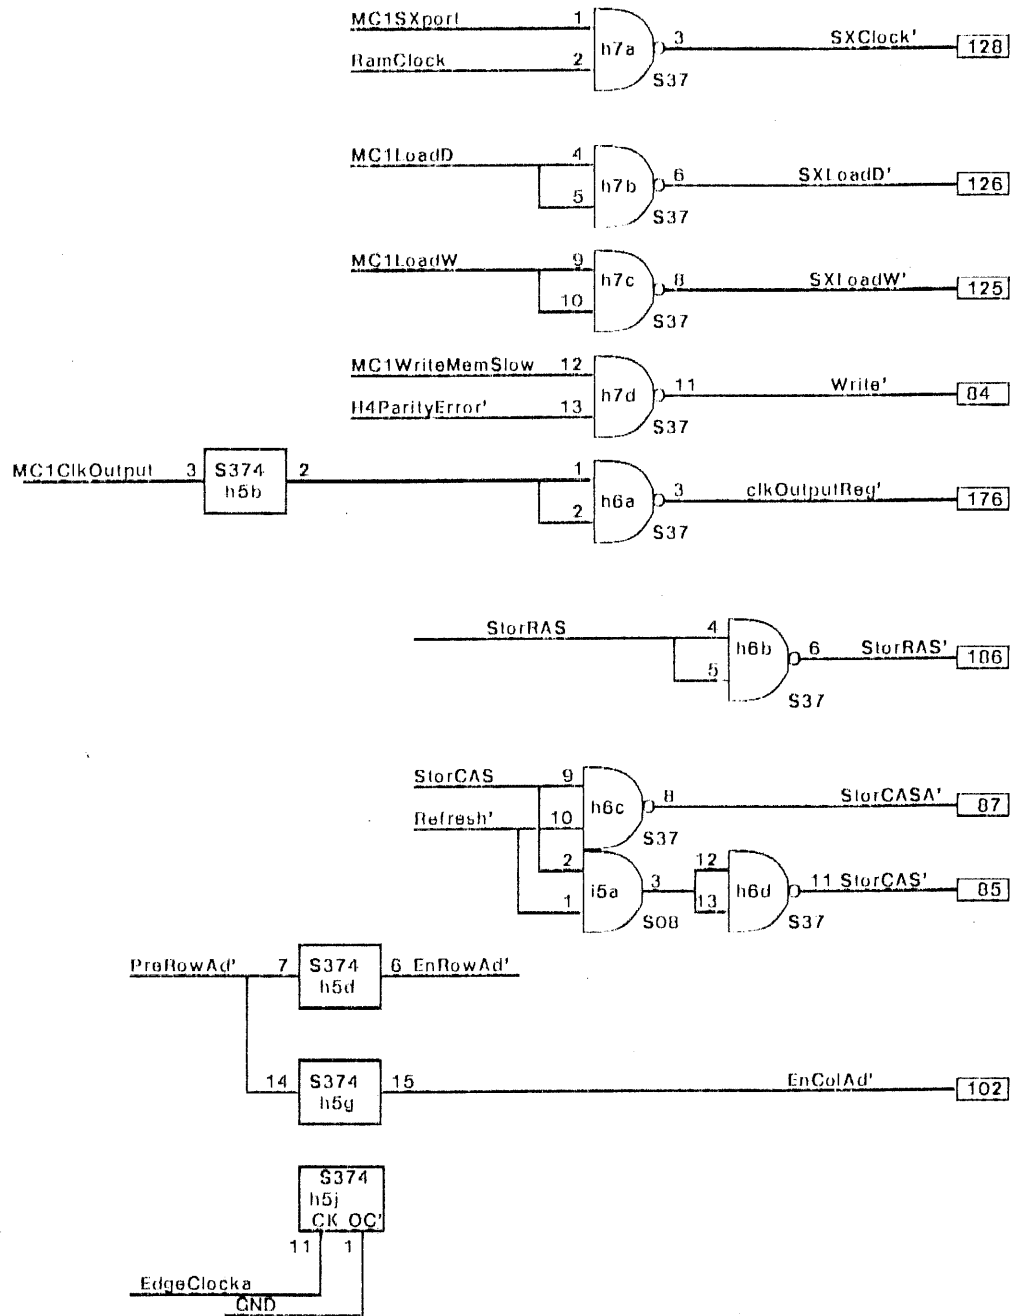 MC1SXport 1 h7a 3 SXClock' 128
RamClock 2 S37
MC1LoadD 4 h7b 6 SXLoadD' 126
5 S37
MC1LoadW 9 h7c 8 SXLoadW' 125
10 S37
MC1WriteMemSlow 12 h7d 11 Write' 84
H4ParityError' 13 S37
MC1ClkOutput 3 S374 2 1 h6a 3 clkOutputReg' 176
h5b 2 S37
StorRAS 4 h6b 6 StorRAS' 106
5 S37
StorCAS 9 h6c 8 StorCASA' 87
Refresh' 10 S37
2 i5a 3 12 h6d 11 StorCAS' 85
1 S08 13 S37
PreRowAd' 7 S374 6 EnRowAd'
h5d
14 S374 15 EnColAd' 102
h5g
S374
h5j
CK OC'
11 1
EdgeClocka
GND